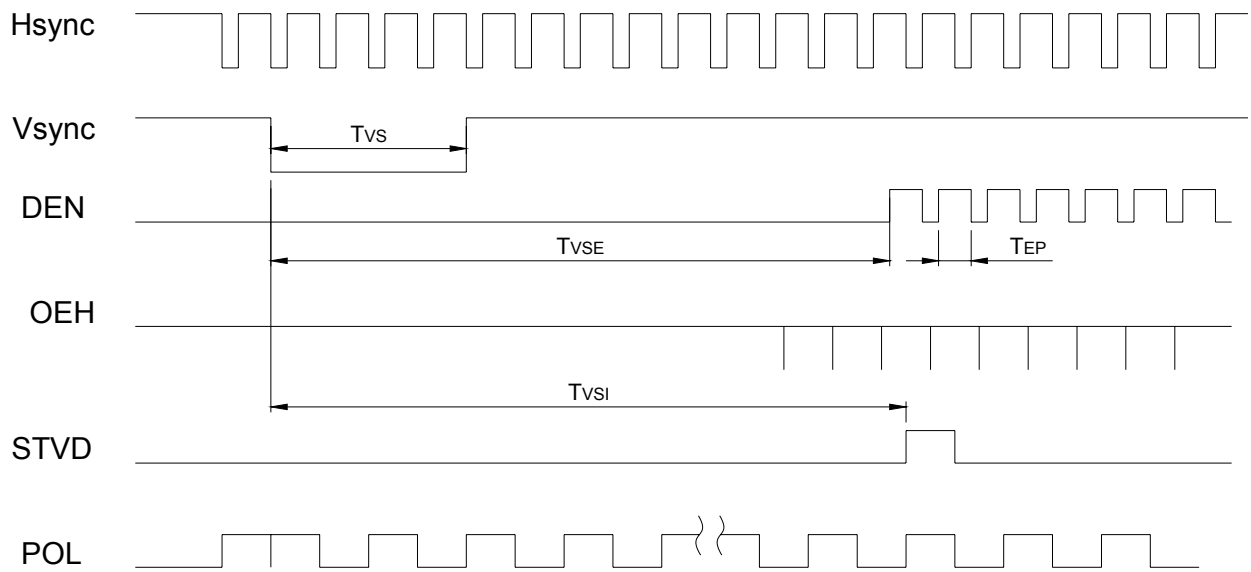 Hsync
Vsync
TVS
DEN
TVSE
TEP
OEH
TVSI
STVD
POL